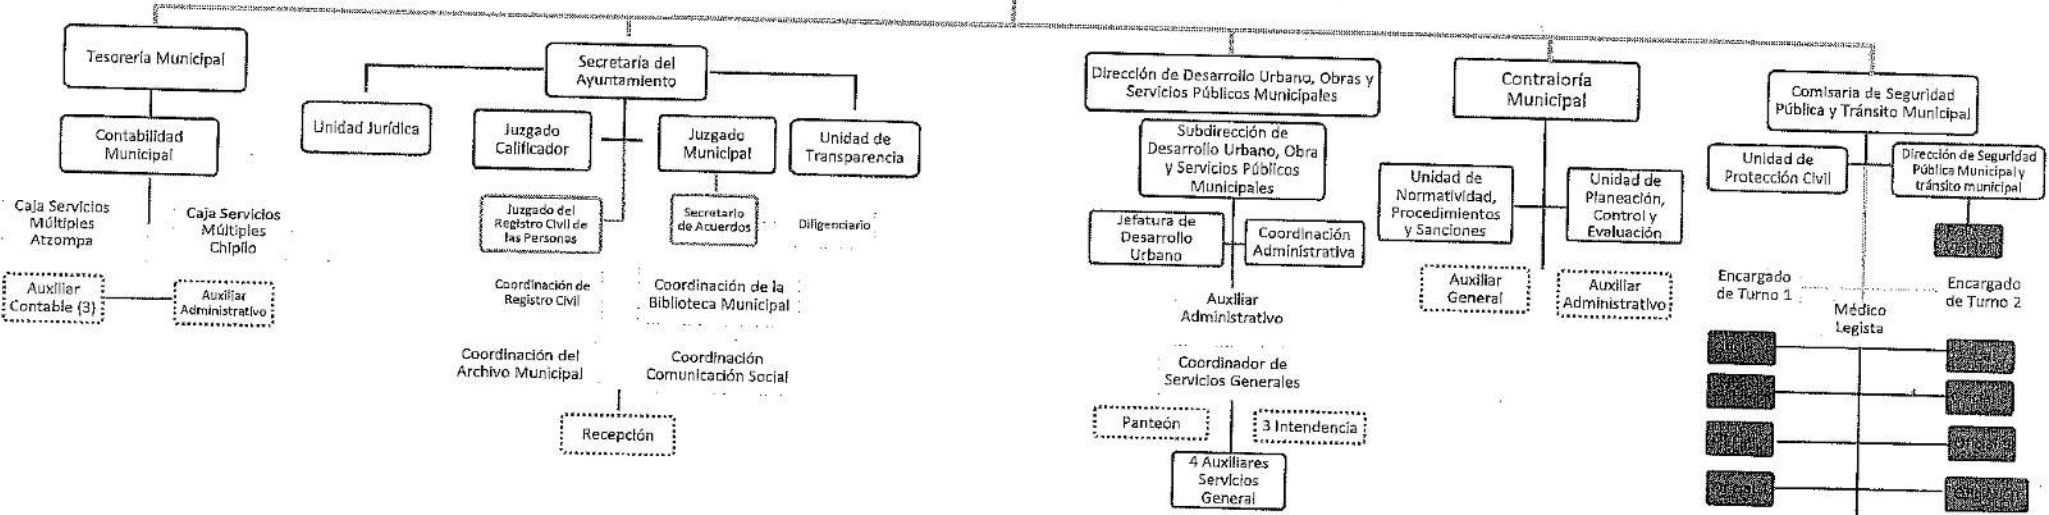 Tesorería Municipal
Contabilidad
Municipal
Caja Servicios
Múltiples
Atzompa
Caja Servicios
Múltiples
Chipilo
Auxiliar
Contable (3)
Auxiliar
Administrativo
Secretaría del
Ayuntamiento
Unidad Jurídica
Juzgado
Calificador
Juzgado
Municipal
Unidad de
Transparencia
Juzgado del
Registro Civil de
las Personas
Secretario
de Acuerdos
Diligenciario
Coordinación de
Registro Civil
Coordinación de la
Biblioteca Municipal
Coordinación del
Archivo Municipal
Coordinación
Comunicación Social
Recepción
Dirección de Desarrollo Urbano, Obras y
Servicios Públicos Municipales
Subdirección de
Desarrollo Urbano, Obra
y Servicios Públicos
Municipales
Jefatura de
Desarrollo
Urbano
Coordinación
Administrativa
Auxiliar
Administrativo
Coordinador de
Servicios Generales
Panteón
3 Intendencia
4 Auxiliares
Servicios
General
Contraloría
Municipal
Unidad de
Normatividad,
Procedimientos
y Sanciones
Unidad de
Planeación,
Control y
Evaluación
Auxiliar
General
Auxiliar
Administrativo
Comisaria de Seguridad
Pública y Tránsito Municipal
Unidad de
Protección Civil
Dirección de Seguridad
Pública Municipal y
tránsito municipal
Encargado
de Turno 1
Encargado
de Turno 2
Médico
Legista